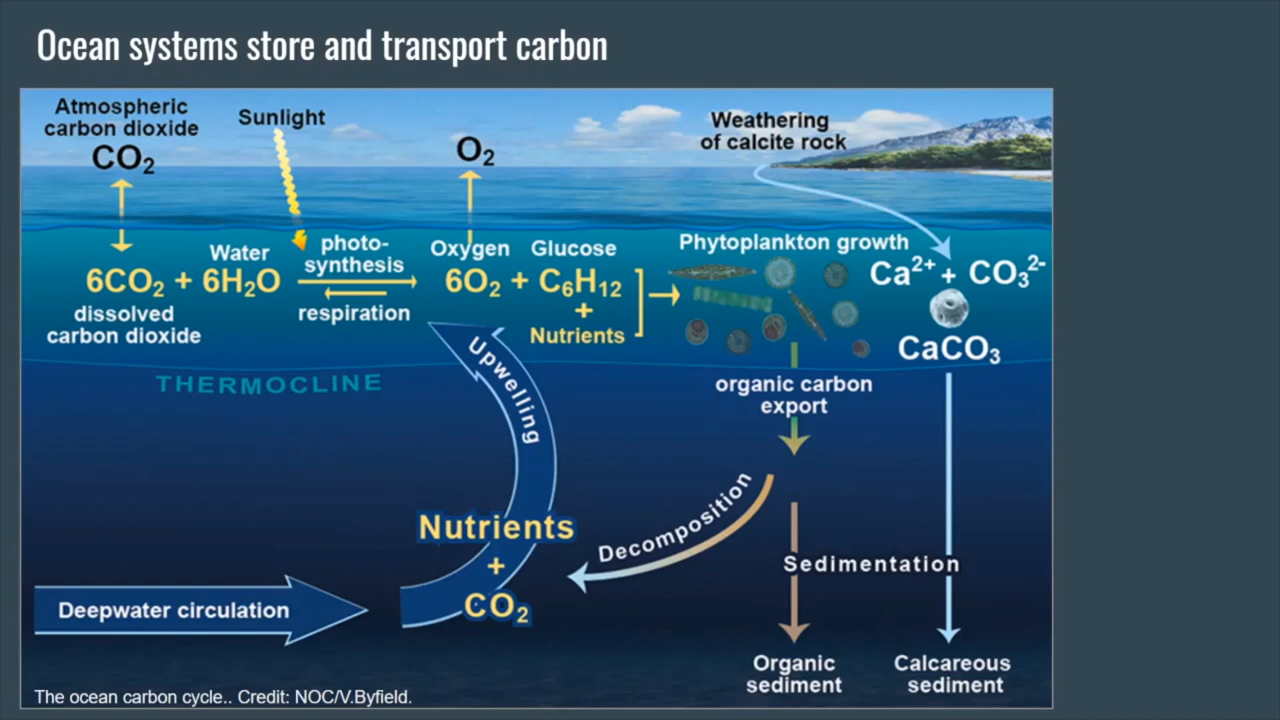 Ocean systems store and transport carbon
Atmospheric
carbon dioxide
CO₂
Sunlight
O₂
Weathering
of calcite rock
Water
photo-
synthesis
Oxygen
Glucose
Phytoplankton growth
6CO₂ + 6H₂O
6O₂ + C₆H₁₂
Ca²⁺ + CO₃²⁻
dissolved
carbon dioxide
respiration
+
Nutrients
CaCO₃
Upwelling
THERMOCLINE
organic carbon
export
Decomposition
Nutrients
+
CO₂
Sedimentation
Deepwater circulation
Organic
sediment
Calcareous
sediment
The ocean carbon cycle.. Credit: NOC/V.Byfield.